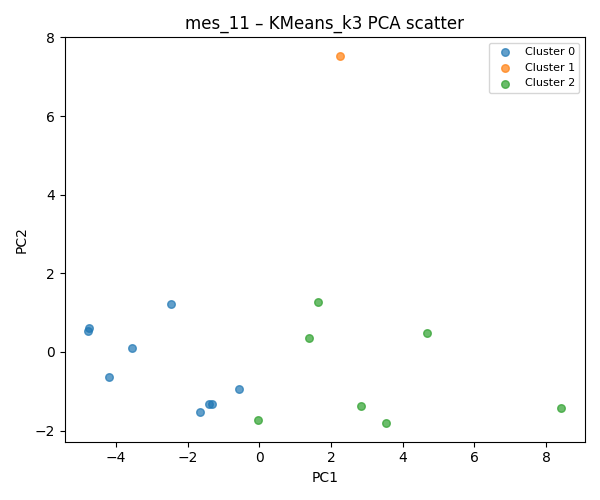 mes_11 – KMeans_k3 PCA scatter
Cluster 0
Cluster 1
Cluster 2
8
6
4
2
0
−2
PC2
−4 −2 0 2 4 6 8
PC1